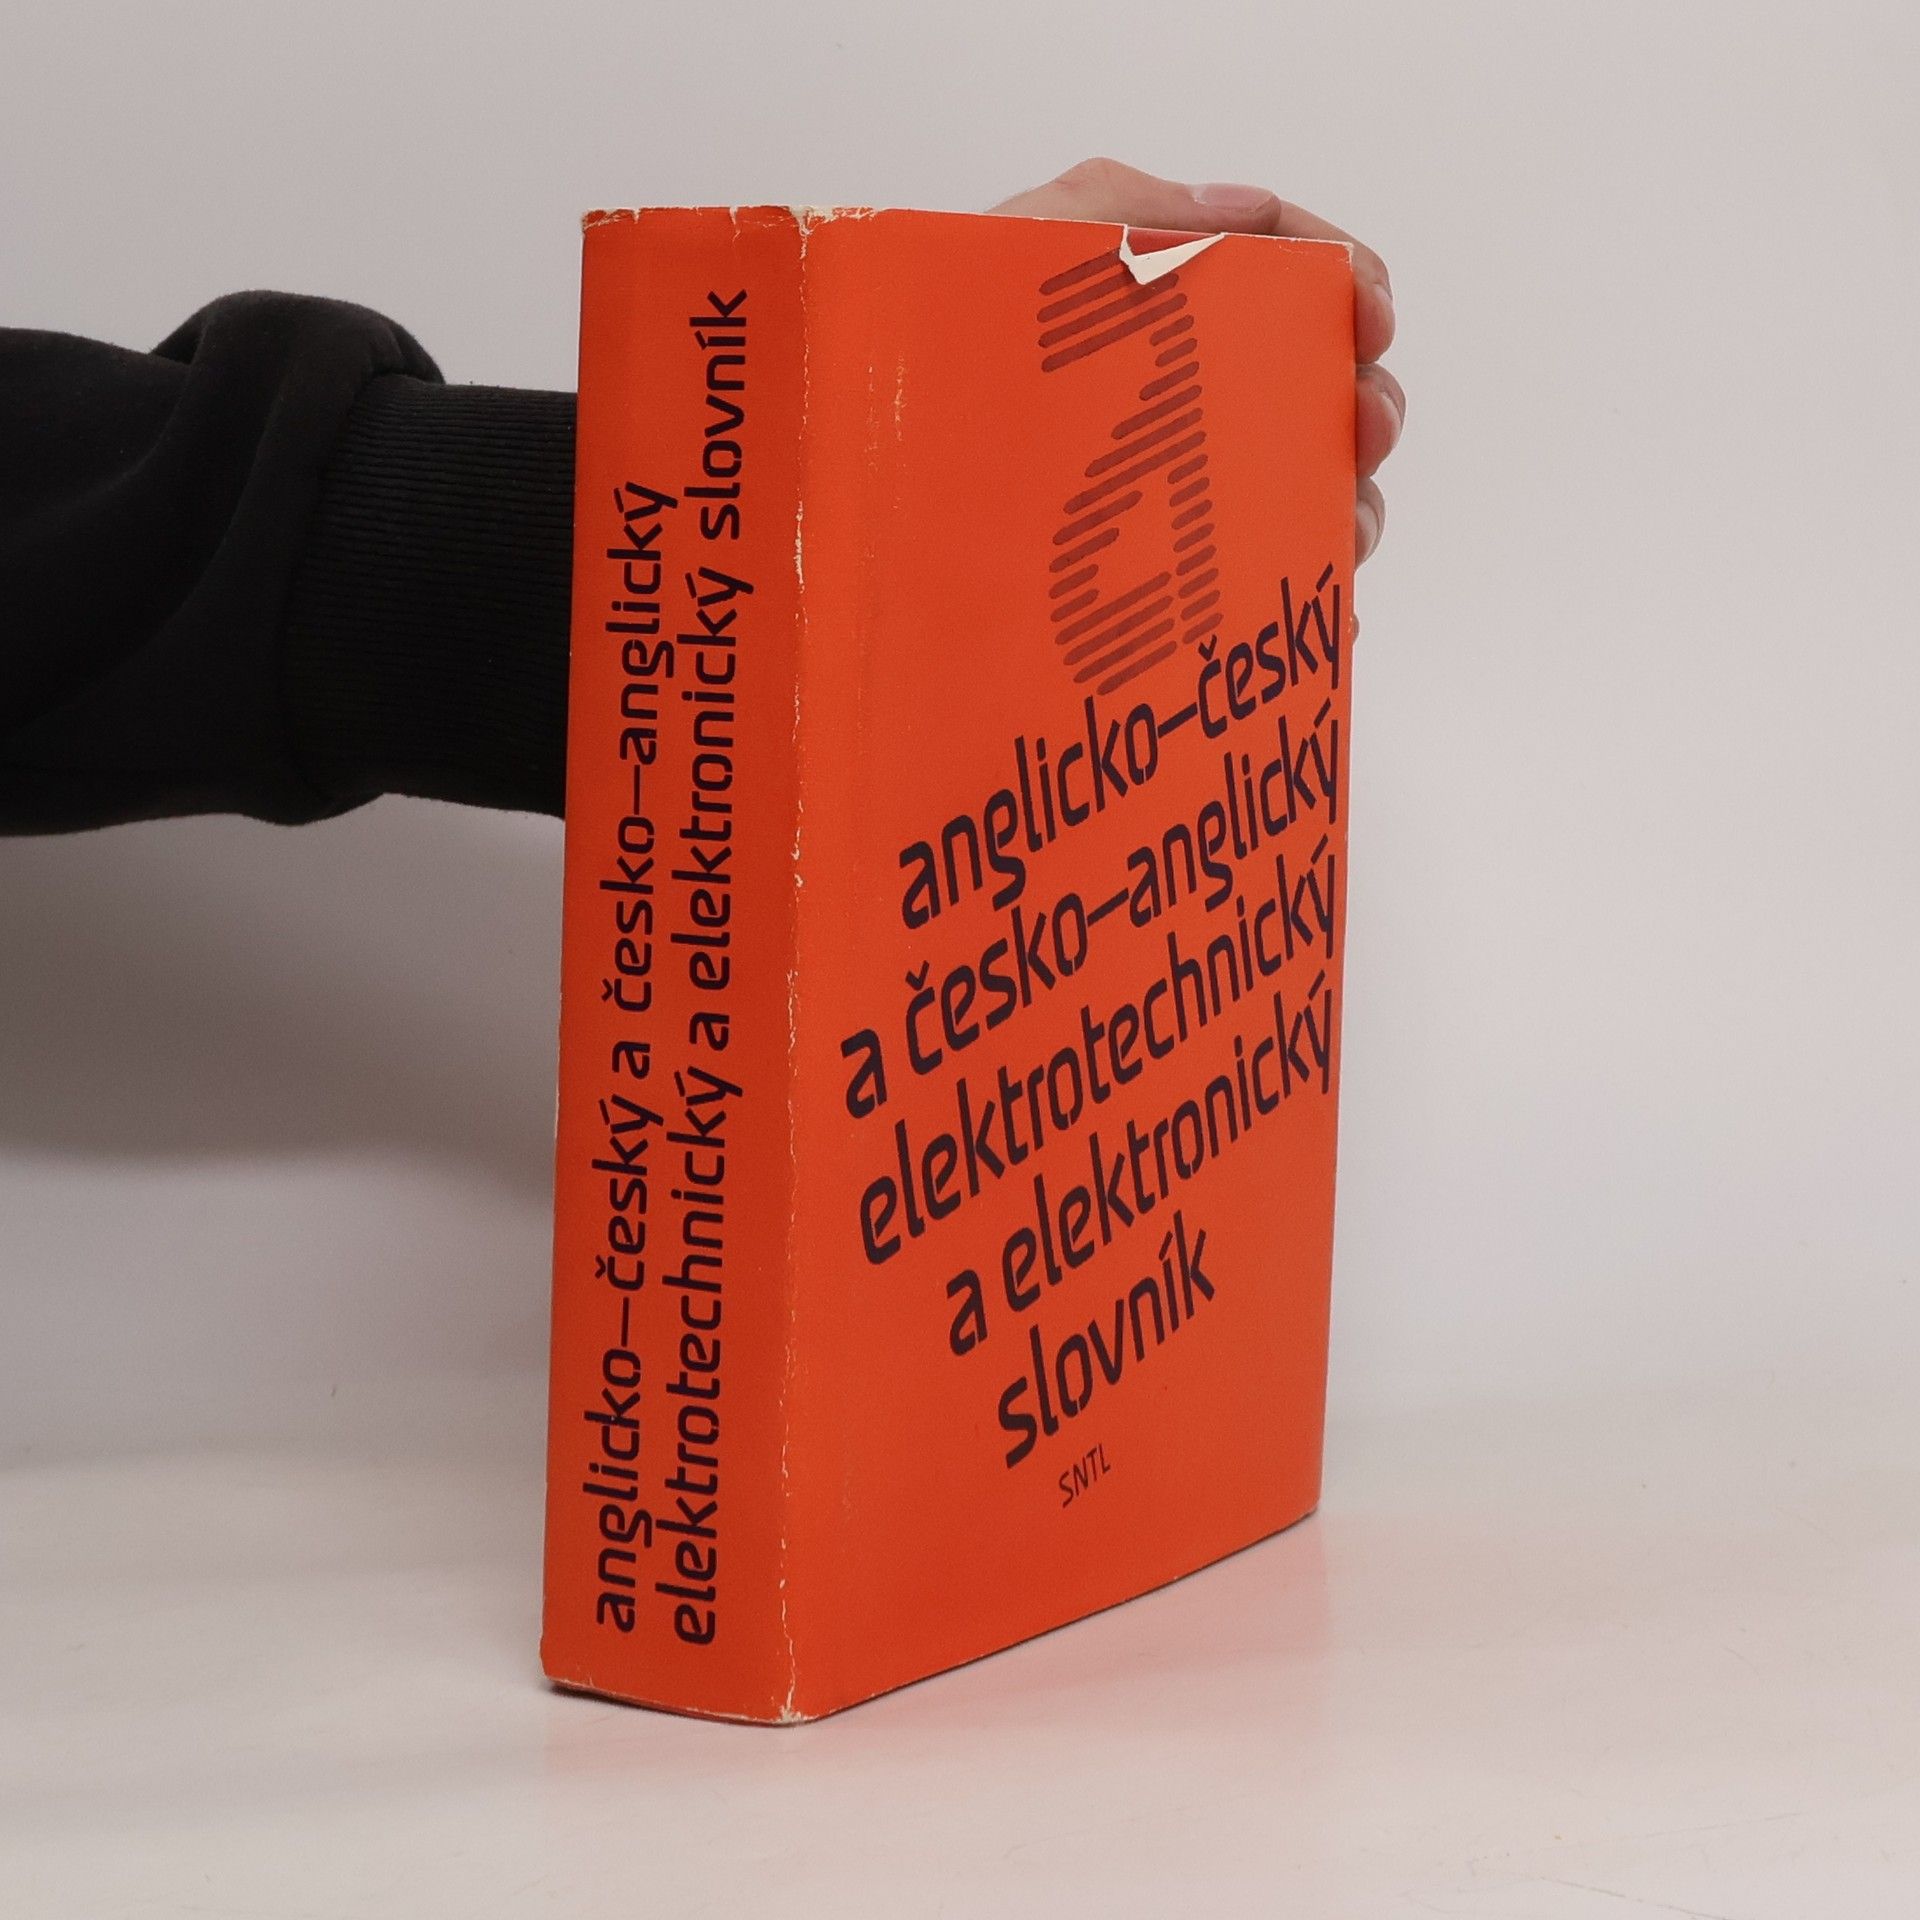 anglicko–český a česko–anglický
elektrotechnický a elektronický slovník
a
anglicko–český
a česko–anglický
elektrotechnický
a elektronický
slovník
SNTL